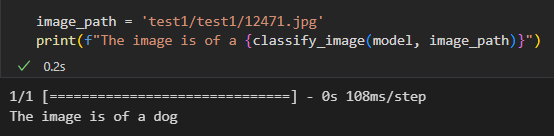 image_path = 'test1/test1/12471.jpg'
print(f"The image is of a {classify_image(model, image_path)}")
✓ 0.2s
1/1 [==============================] - 0s 108ms/step
The image is of a dog